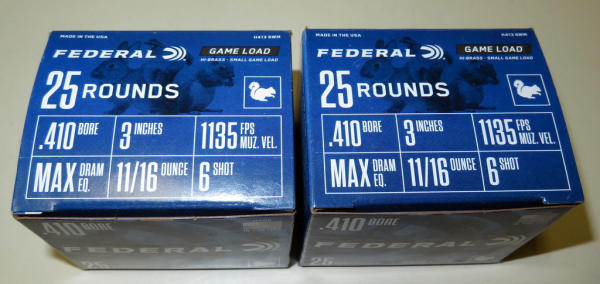 MADE IN THE USA H413 GWM
FEDERAL GAME LOAD
HI-BRASS · SMALL GAME LOAD
25 ROUNDS
.410 BORE 3 INCHES 1135 FPS MUZ. VEL.
MAX DRAM EQ. 11/16 OUNCE 6 SHOT
.410 BORE
FEDERAL
25
MADE IN THE USA
FEDERAL GAME LOAD
HI-BRASS · SMALL GAME LOAD
25 ROUNDS
.410 BORE 3 INCHES 1135 FPS MUZ. VEL.
MAX DRAM EQ. 11/16 OUNCE 6 SHOT
.410 BORE
FEDERAL
25